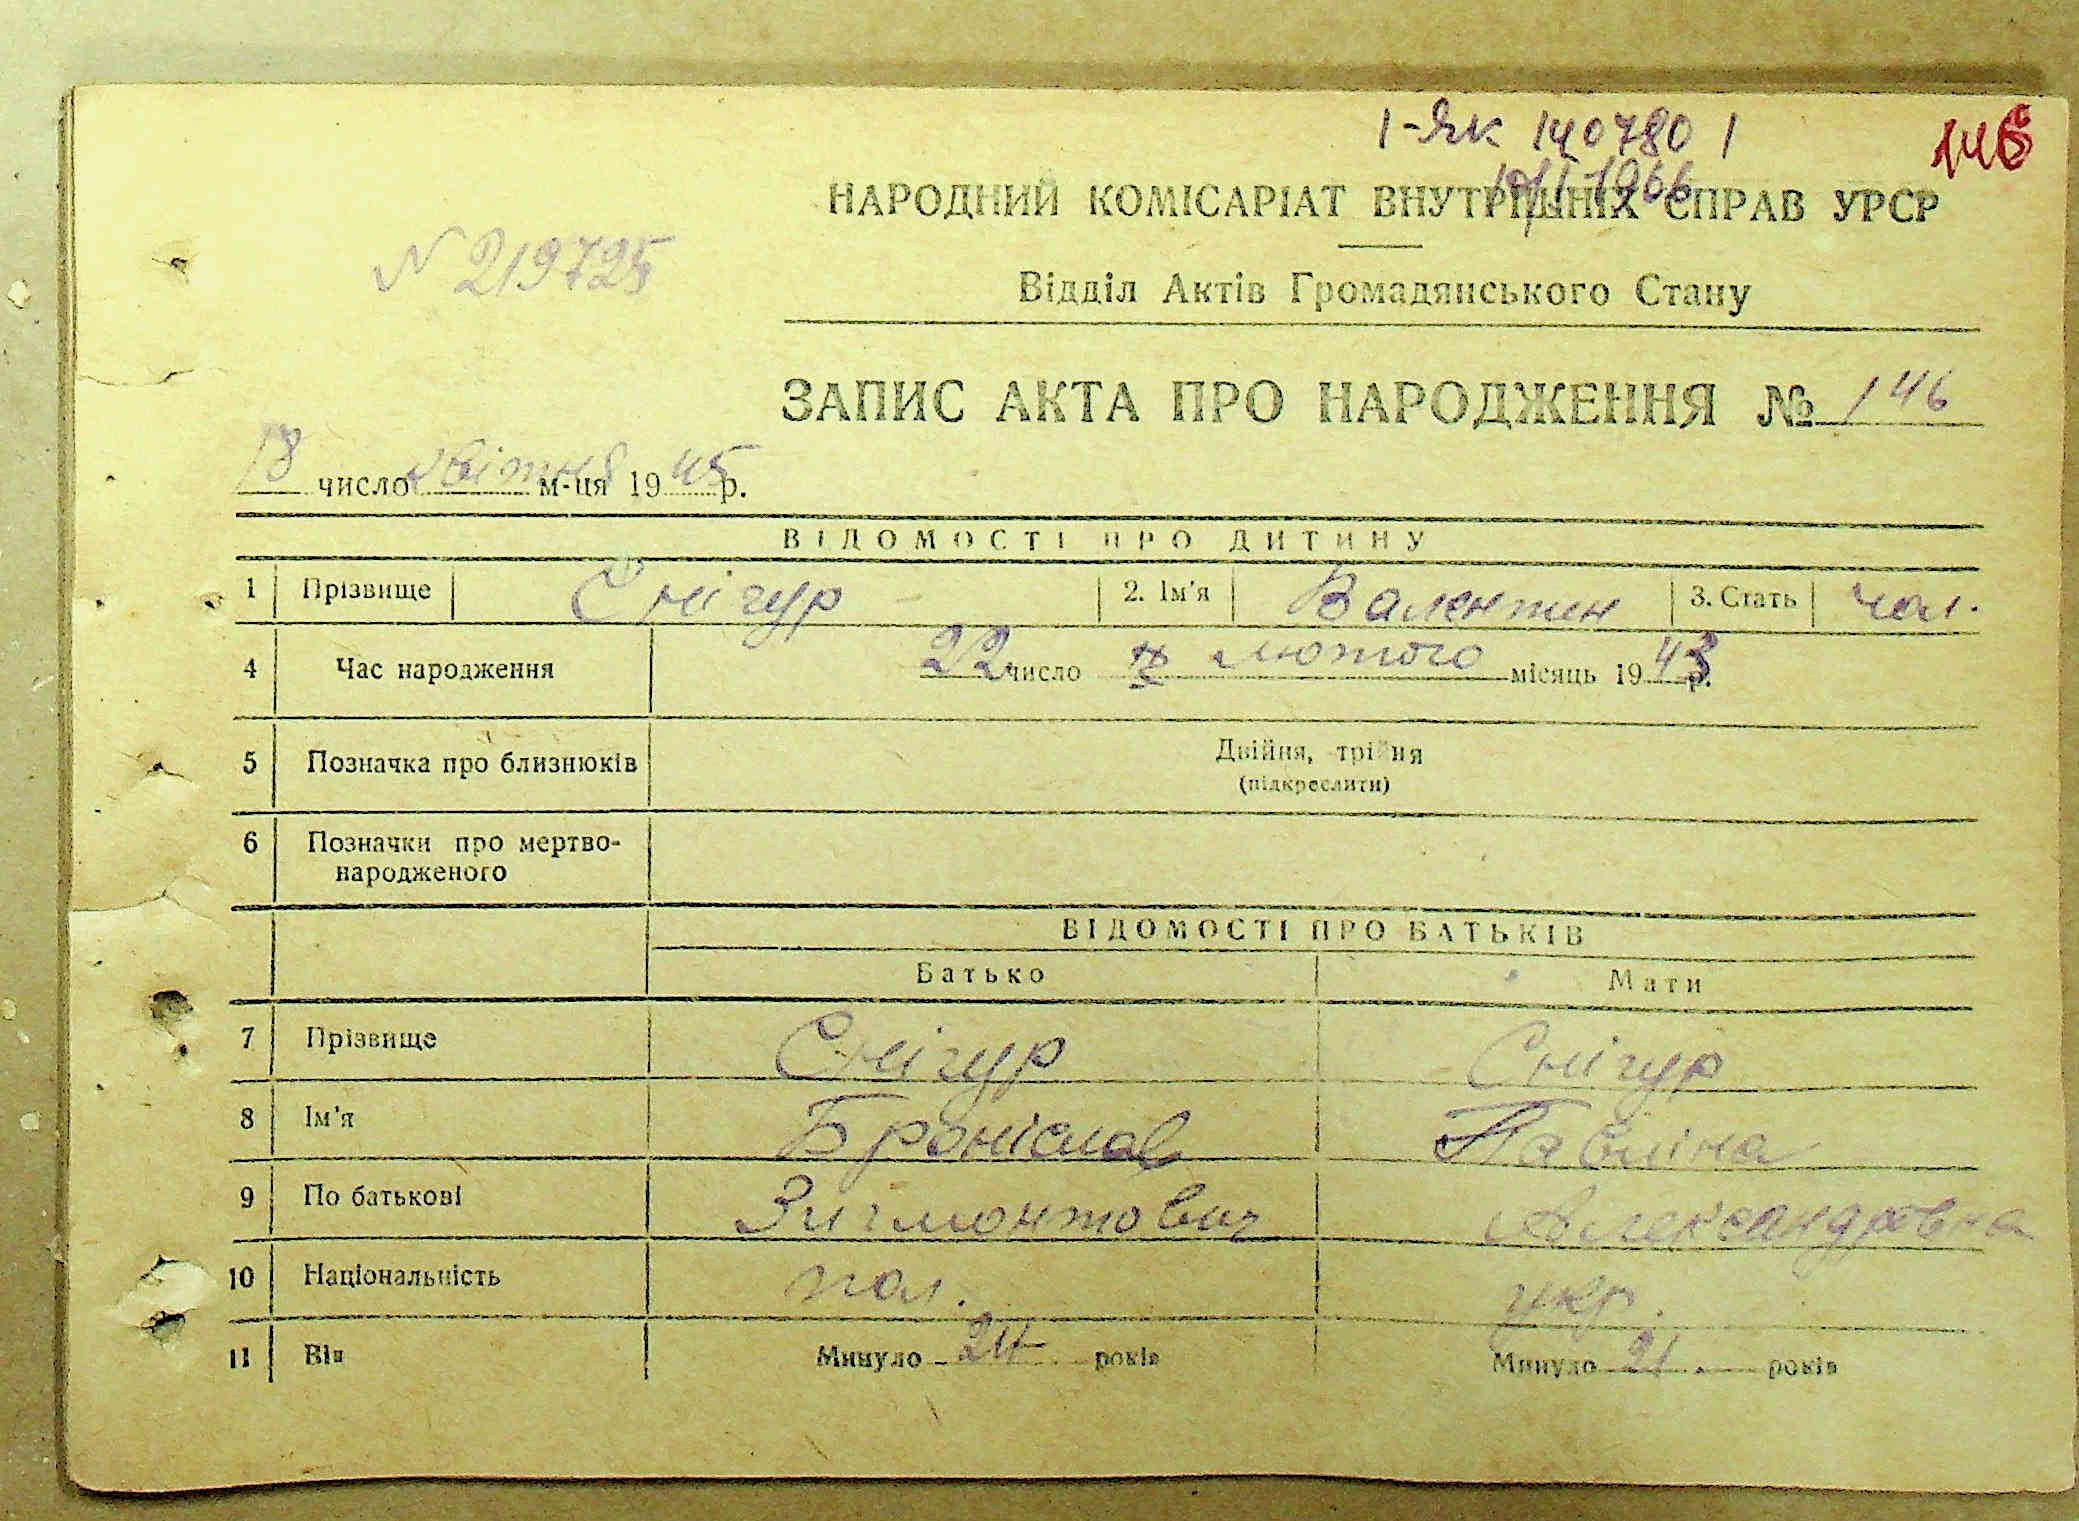 I-ЯК 140780 1
146
1966
НАРОДНИЙ КОМІСАРІАТ ВНУТРІШНІХ СПРАВ УРСР
N 219725
Відділ Актів Громадянського Стану
ЗАПИС АКТА ПРО НАРОДЖЕННЯ № 146
18 число квітня м-ця 1945 р.
ВІДОМОСТІ ПРО ДИТИНУ
1 Прізвище Снігур 2. Ім'я Валентин 3. Стать чол.
4 Час народження 22 число лютого місяць 1943 р.
5 Позначка про близнюків Двійня, трійня
(підкреслити)
6 Позначки про мертво-
народженого
ВІДОМОСТІ ПРО БАТЬКІВ
Батько Мати
7 Прізвище Снігур Снігур
8 Ім'я Броніслав Павліна
9 По батькові Зигмонтович Александровна
10 Національність пол. укр.
11 Вік Минуло 24 років Минуло 21 років